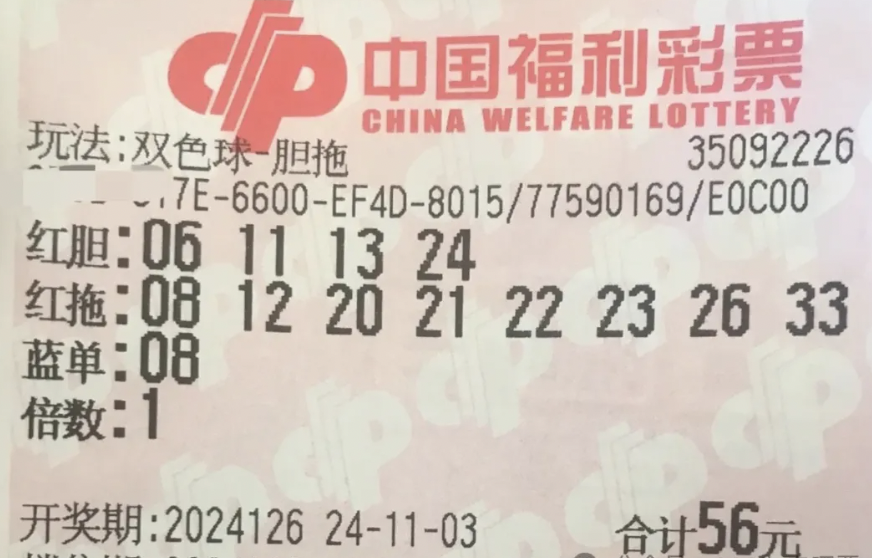 中国福利彩票
CHINA WELFARE LOTTERY
玩法:双色球-胆拖 35092226
7E-6600-EF4D-8015/77590169/E0C00
红胆:06 11 13 24
红拖:08 12 20 21 22 23 26 33
蓝单:08
倍数:1
开奖期:2024126 24-11-03 合计56元